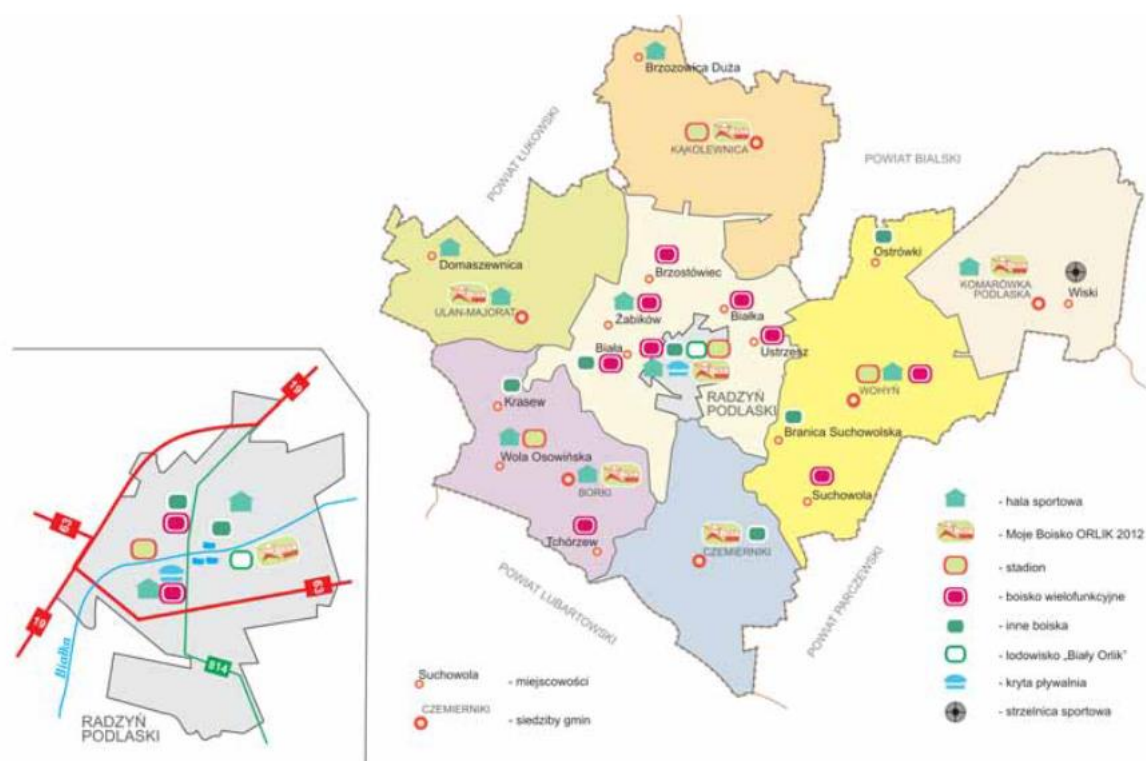 Brzozowica Duża
KĄKOLEWNICA
POWIAT ŁUKOWSKI
POWIAT BIALSKI
Domaszewnica
ULAN-MAJORAT
Brzostówiec
Żabików
Białka
Biała
Ustrzesz
RADZYŃ
PODLASKI
Ostrówki
KOMARÓWKA
PODLASKA
Wiski
WOHYŃ
Branica Suchowolska
Suchowola
Krasew
Wola Osowińska
BORKI
Tchórzew
CZEMIERNIKI
POWIAT LUBARTOWSKI
POWIAT PARCZEWSKI
19
63
63
19
814
Białka
RADZYŃ
PODLASKI
Suchowola - miejscowości
CZEMIERNIKI - siedziby gmin
- hala sportowa
- Moje Boisko ORLIK 2012
- stadion
- boisko wielofunkcyjne
- inne boiska
- lodowisko „Biały Orlik"
- kryta pływalnia
- strzelnica sportowa